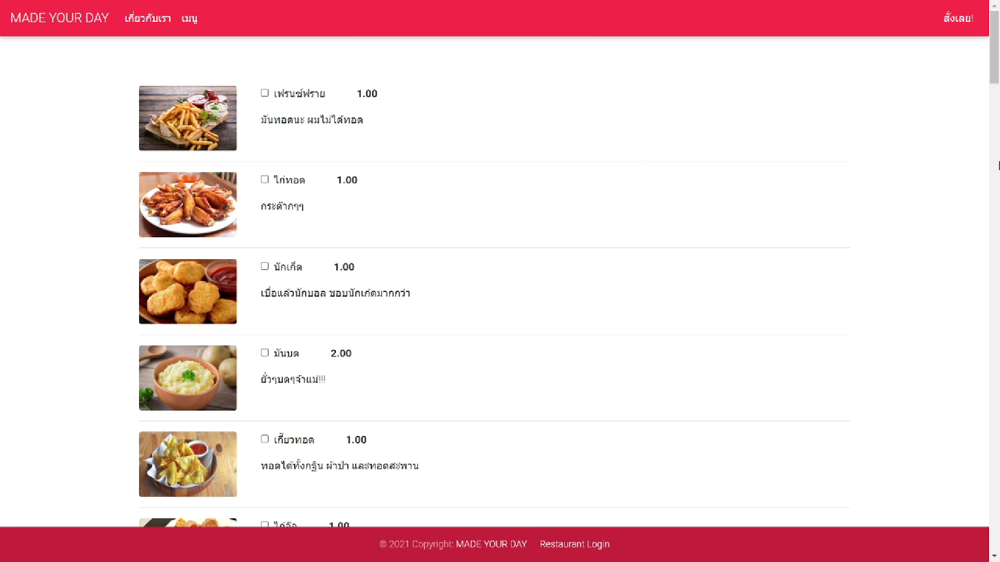 MADE YOUR DAY เกี่ยวกับเรา เมนู สั่งเลย!
เฟรนช์ฟราย 1.00
มันทอดนะ ผมไม่ได้ทอด
ไก่ทอด 1.00
กระต๊ากๆๆ
นักเก็ต 1.00
เบื่อแล้วนักบอล ชอบนักเก้ตมากกว่า
มันบด 2.00
ยั่วๆบดๆจ้าแม่!!!
เกี๊ยวทอด 1.00
ทอดได้ทั้งกฐิน ผ้าป่า และทอดสะพาน
1.00
© 2021 Copyright: MADE YOUR DAY Restaurant Login